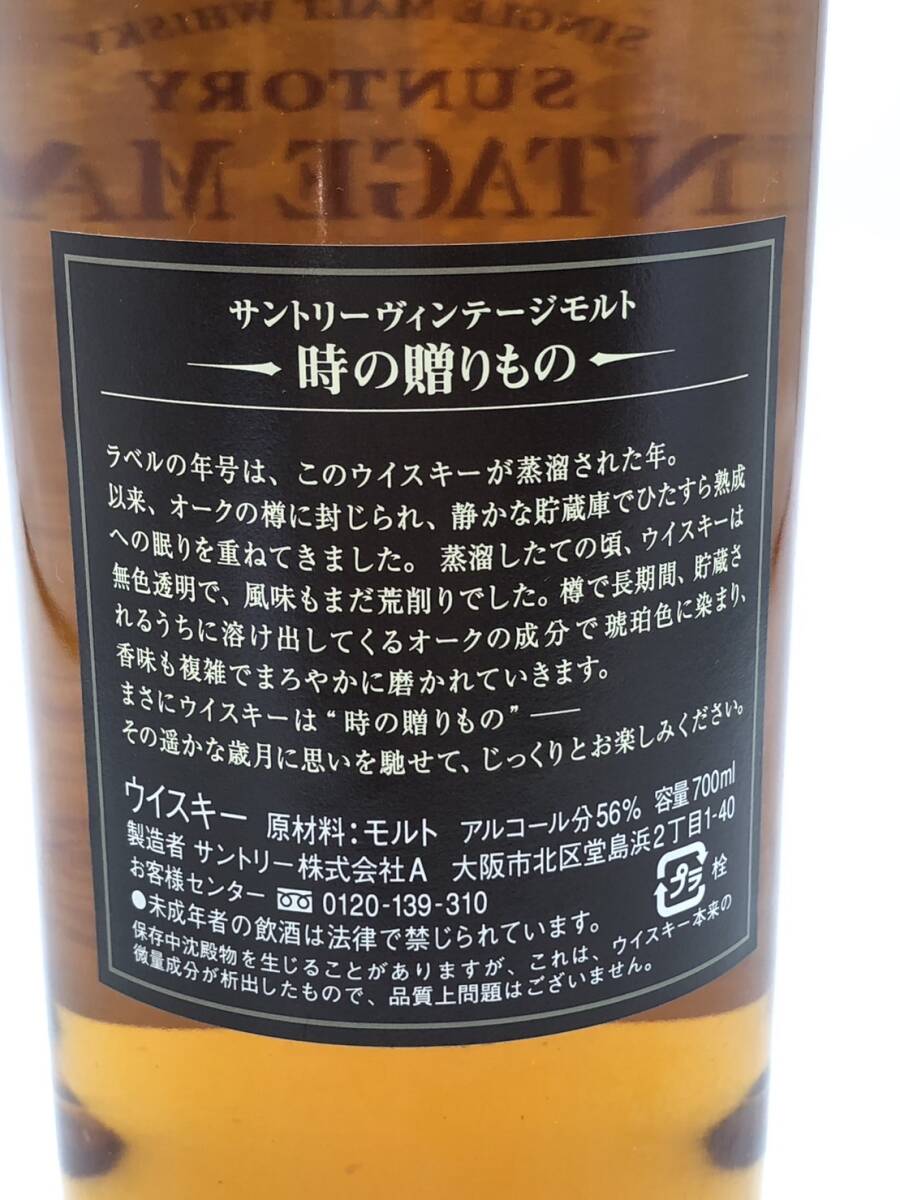 SINGLE MALT WHISKY
SUNTORY
NTAGE MA
サントリーヴィンテージモルト
時の贈りもの
ラベルの年号は、このウイスキーが蒸溜された年。
以来、オークの樽に封じられ、静かな貯蔵庫でひたすら熟成
への眠りを重ねてきました。蒸溜したての頃、ウイスキーは
無色透明で、風味もまだ荒削りでした。樽で長期間、貯蔵さ
れるうちに溶け出してくるオークの成分で琥珀色に染まり、
香味も複雑でまろやかに磨かれていきます。
まさにウイスキーは“時の贈りもの”──
その遥かな歳月に思いを馳せて、じっくりとお楽しみください。
ウイスキー 原材料:モルト アルコール分56% 容量700ml
製造者 サントリー株式会社A 大阪市北区堂島浜2丁目1-40
お客様センター 0120-139-310
プラ 栓
●未成年者の飲酒は法律で禁じられています。
保存中沈殿物を生じることがありますが、これは、ウイスキー本来の
微量成分が析出したもので、品質上問題はございません。